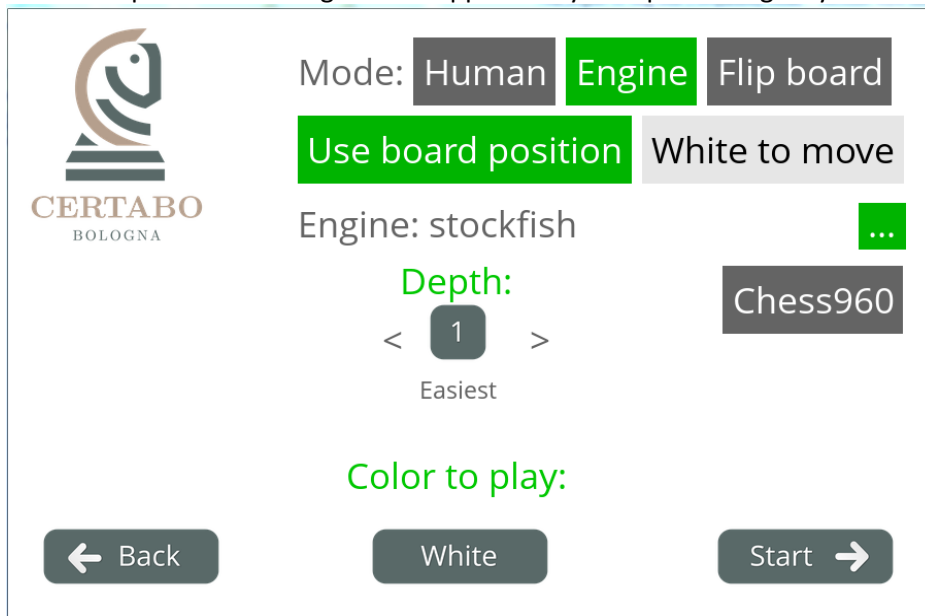 Mode: Human Engine Flip board
Use board position White to move
CERTABO
BOLOGNA
Engine: stockfish ...
Depth:
Chess960
< 1 >
Easiest
Color to play:
Back White Start